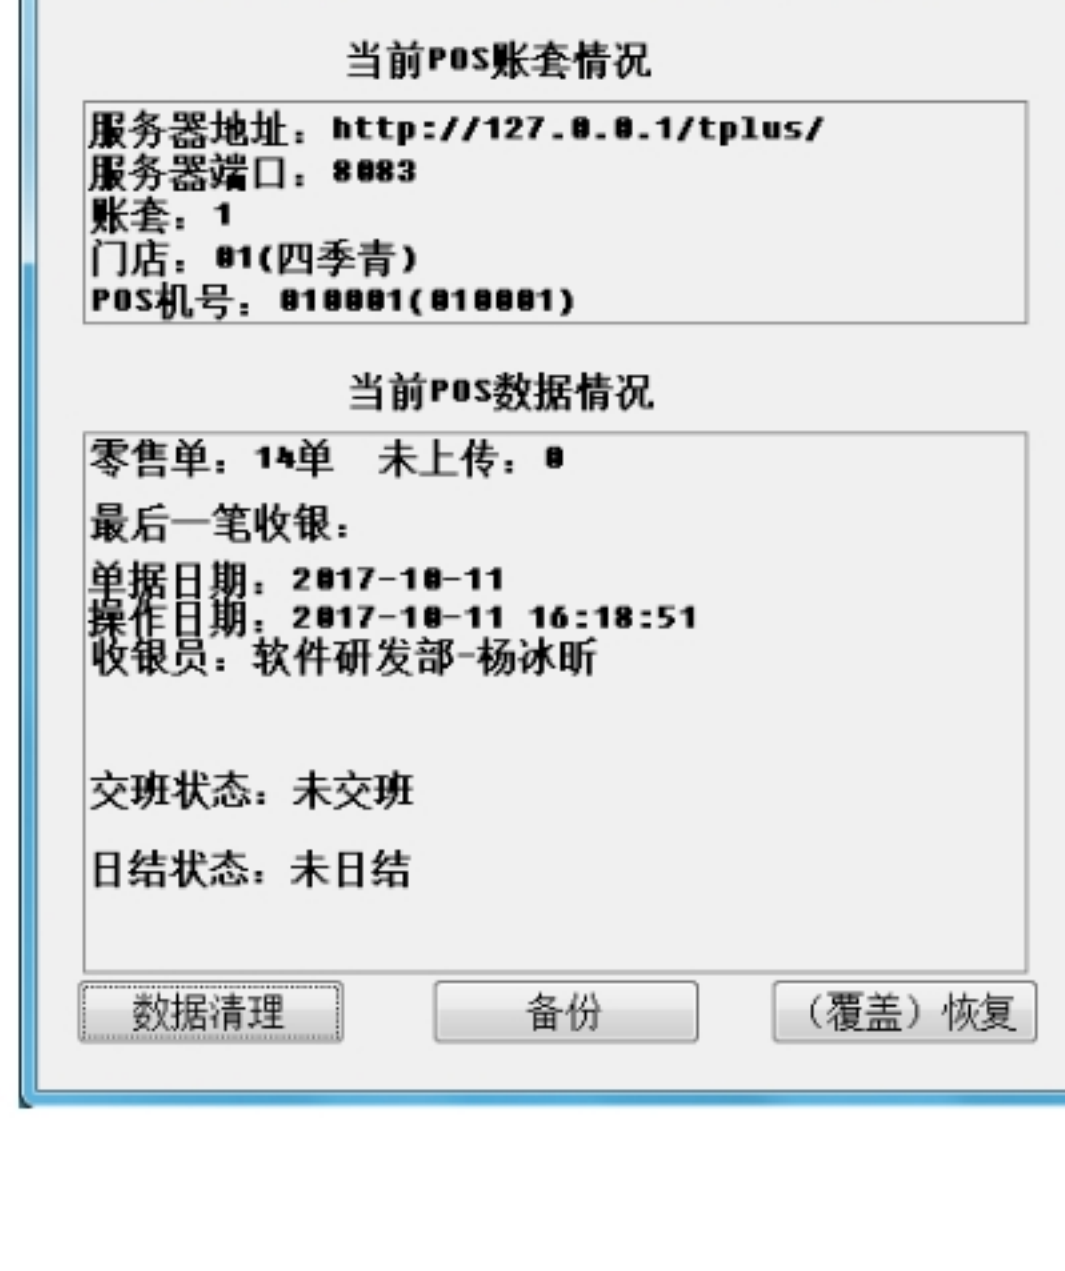 当前POS账套情况
服务器地址：http://127.0.0.1/tplus/
服务器端口：8083
账套：1
门店：01(四季青)
POS机号：010001(010001)
当前POS数据情况
零售单：14单 未上传：0
最后一笔收银：
单据日期：2017-10-11
操作日期：2017-10-11 16:18:51
收银员：软件研发部-杨冰昕
交班状态：未交班
日结状态：未日结
数据清理 备份 （覆盖）恢复